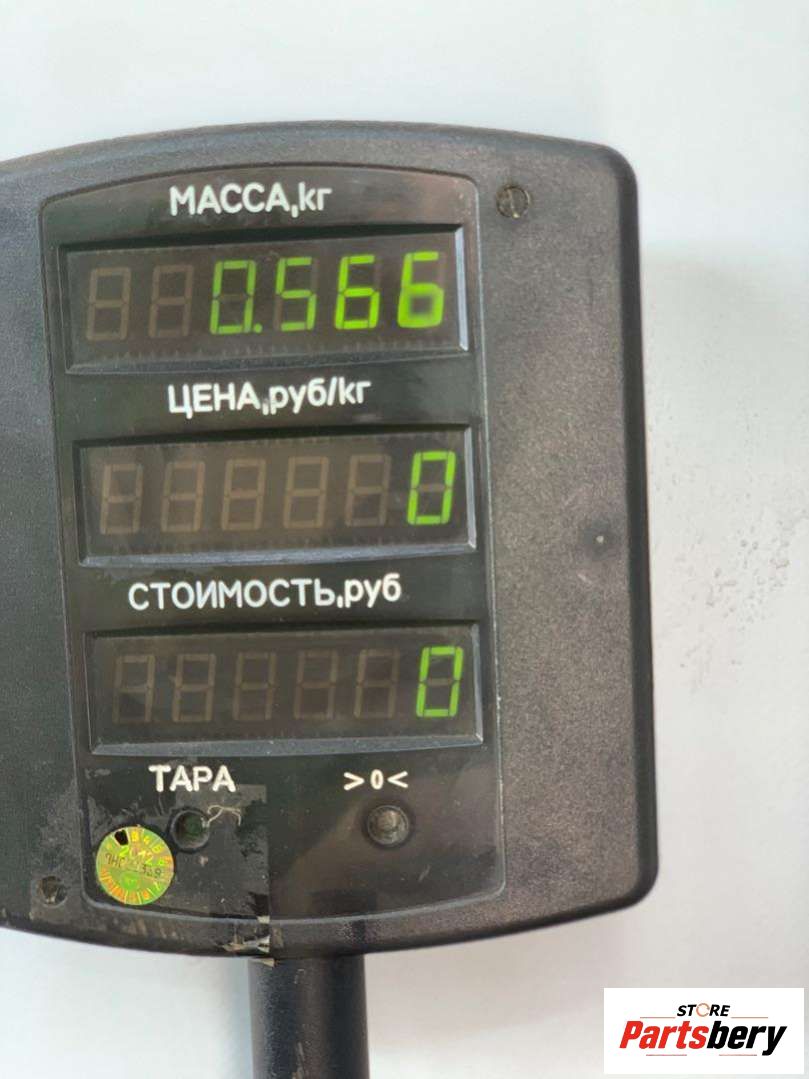 МАССА,кг
0.566
ЦЕНА,руб/кг
0
СТОИМОСТЬ,руб
0
ТАРА >0<
STORE
Partsbery